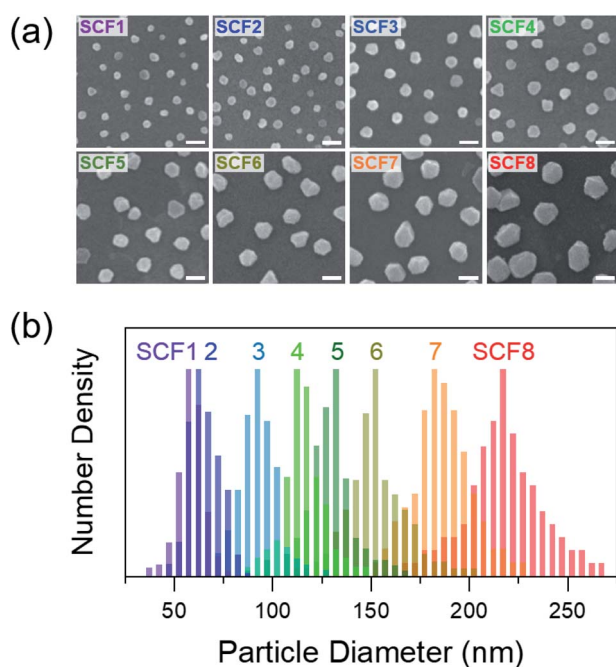 (a)
SCF1 SCF2 SCF3 SCF4
SCF5 SCF6 SCF7 SCF8
(b)
SCF1 2 3 4 5 6 7 SCF8
Number Density
50 100 150 200 250
Particle Diameter (nm)